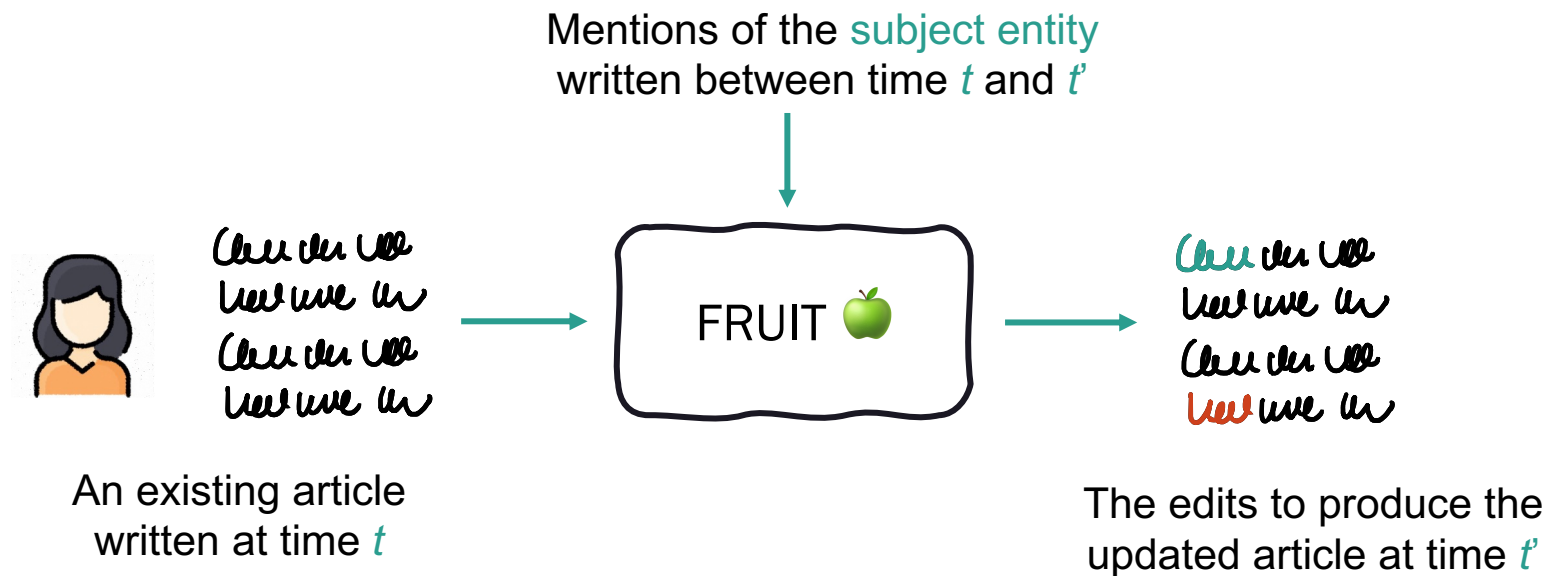 Mentions of the subject entity
written between time t and t’
FRUIT 🍏
An existing article
written at time t
The edits to produce the
updated article at time t’